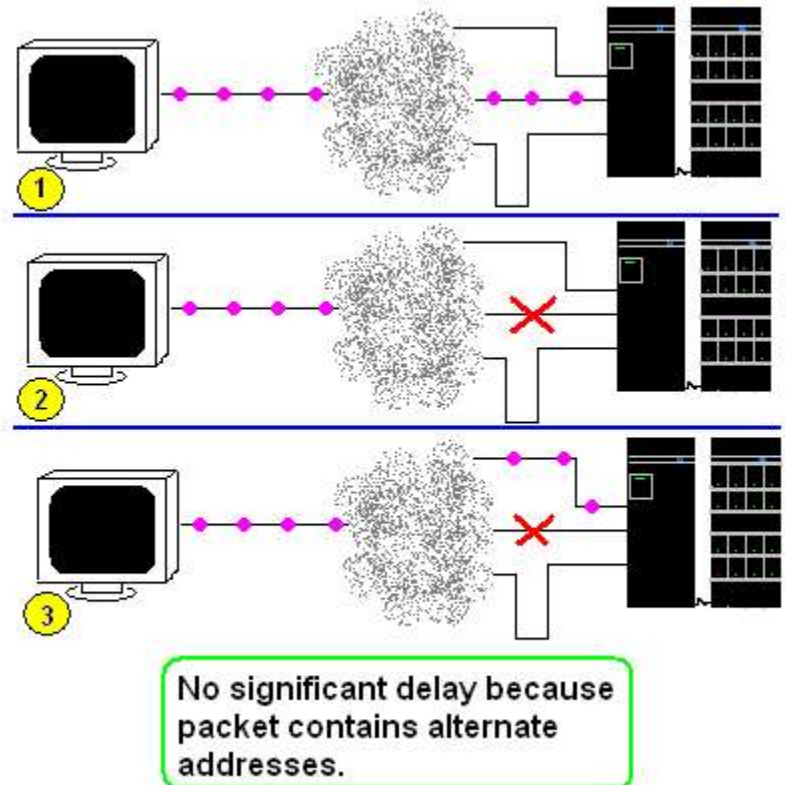 1
2
3
No significant delay because
packet contains alternate
addresses.